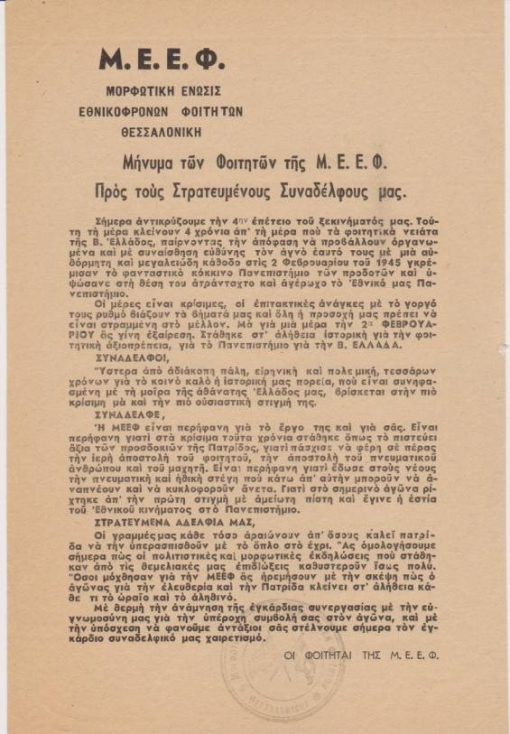 Μ. Ε. Ε. Φ.
ΜΟΡΦΩΤΙΚΗ ΕΝΩΣΙΣ
ΕΘΝΙΚΟΦΡΟΝΩΝ ΦΟΙΤΗΤΩΝ
ΘΕΣΣΑΛΟΝΙΚΗ
Μήνυμα τῶν Φοιτητῶν τῆς Μ. Ε. Ε. Φ.
Πρὸς τοὺς Στρατευμένους Συναδέλφους μας.
Σήμερα ἀντικρύζουμε τὴν 4ην ἐπέτειο τοῦ ξεκινήματός μας. Τού-
τη τὴ μέρα κλείνουν 4 χρόνια ἀπ' τὴ μέρα ποὺ τὰ φοιτητικὰ νειάτα
τῆς Β. Ἑλλάδος, παίρνοντας τὴν ἀπόφαση νὰ προβάλλουν ὀργανω-
μένα καὶ μὲ συναίσθηση εὐθύνης τὸν ἁγνὸ ἑαυτό τους μὲ μιὰ αὐ-
θόρμητη καὶ μεγαλειώδη κάθοδο στὶς 2 Φεβρουαρίου τοῦ 1945 γκρέ-
μισαν τὸ φανταστικὸ κόκκινο Πανεπιστήμιο τῶν προδοτῶν καὶ ὑ-
ψώσανε στὴ θέση του ἀτράνταχτο καὶ ἀγέρωχο τὸ Ἐθνικό μας Πα-
νεπιστήμιο.
Οἱ μέρες εἶναι κρίσιμες, οἱ ἐπιτακτικὲς ἀνάγκες μὲ τὸ γοργό
τους ρυθμὸ βιάζουν τὰ βήματά μας καὶ ὅλη ἡ προσοχή μας πρέπει νὰ
εἶναι στραμμένη στὸ μέλλον. Μὰ γιὰ μιὰ μέρα τὴν 2α ΦΕΒΡΟΥΑ-
ΡΙΟΥ ἂς γίνη ἐξαίρεση. Στάθηκε στ' ἀλήθεια ἱστορικὴ γιὰ τὴν φοι-
τητικὴ ἀξιοπρέπεια, γιὰ τὸ Πανεπιστήμιο γιὰ τὴν Β. ΕΛΛΑΔΑ.
ΣΥΝΑΔΕΛΦΟΙ,
Ὕστερα ἀπὸ ἀδιάκοπη πάλη, εἰρηνικὴ καὶ πολεμική, τεσσάρων
χρόνων γιὰ τὸ κοινὸ καλὸ ἡ ἱστορική μας πορεία, ποὺ εἶναι συνυφα-
σμένη μὲ τὴ μοῖρα τῆς ἀθάνατης Ἑλλάδος μας, βρίσκεται στὴν πιὸ
κρίσιμη μὰ καὶ τὴν πιὸ οὐσιαστικὴ στιγμή της.
ΣΥΝΑΔΕΛΦΕ,
Ἡ ΜΕΕΦ εἶναι περήφανη γιὰ τὸ ἔργο της καὶ γιὰ σᾶς. Εἶναι
περήφανη γιατὶ στὰ κρίσιμα τοῦτα χρόνια στάθηκε ὅπως τὸ πιστεύει
ἄξια τῶν προσδοκιῶν τῆς Πατρίδος, γιατὶ πάσχισε νὰ φέρη σὲ πέρας
τὴν ἱερὴ ἀποστολὴ τοῦ φοιτητοῦ, τὴν ἀποστολὴ τοῦ πνευματικοῦ
ἀνθρώπου καὶ τοῦ μαχητῆ. Εἶναι περήφανη γιατὶ ἔδωσε στοὺς νέους
τὴν πνευματικὴ καὶ ἠθικὴ στέγη ποὺ κάτω ἀπ' αὐτὴν μποροῦν νὰ ἀ-
ναπνέουν καὶ νὰ κυκλοφοροῦν ἄνετα. Γιατὶ στὸ σημερινὸ ἀγῶνα ρί-
χτηκε ἀπ' τὴν πρώτη στιγμὴ μὲ ἀμείωτη πίστη καὶ ἔγινε ἡ ἑστία
τοῦ Ἐθνικοῦ κινήματος στὸ Πανεπιστήμιο.
ΣΤΡΑΤΕΥΜΕΝΑ ΑΔΕΛΦΙΑ ΜΑΣ,
Οἱ γραμμές μας κάθε τόσο ἀραιώνουν ἀπ' ὅσους καλεῖ ἡ πατρί-
δα νὰ τὴν ὑπερασπισθοῦν μὲ τὸ ὅπλο στὸ χέρι. Ἂς ὁμολογήσουμε
σήμερα πὼς οἱ πολιτιστικὲς καὶ μορφωτικὲς ἐκδηλώσεις ποὺ στάθη-
καν ἀπὸ τὶς θεμελιακές μας ἐπιδιώξεις καθυστεροῦν ἴσως πολύ.
Ὅσοι μόχθησαν γιὰ τὴν ΜΕΕΦ ἂς ἠρεμήσουν μὲ τὴν σκέψη πὼς ὁ
ἀγῶνας γιὰ τὴν ἐλευθερία καὶ τὴν Πατρίδα κλείνει στ' ἀλήθεια κά-
θε τι τὸ ὡραῖο καὶ τὸ ἀληθινό.
Μὲ θερμὴ τὴν ἀνάμνηση τῆς ἐγκάρδιας συνεργασίας μὲ τὴν εὐ-
γνωμοσύνη μας γιὰ τὴν ὑπέροχη συμβολή σας στὸν ἀγῶνα, καὶ μὲ
τὴν ὑπόσχεση νὰ φανοῦμε ἀντάξιοι σᾶς στέλνουμε σήμερα τὸν ἐγ-
κάρδιο συναδελφικό μας χαιρετισμό.
ΟΙ ΦΟΙΤΗΤΑΙ ΤΗΣ Μ. Ε. Ε. Φ.